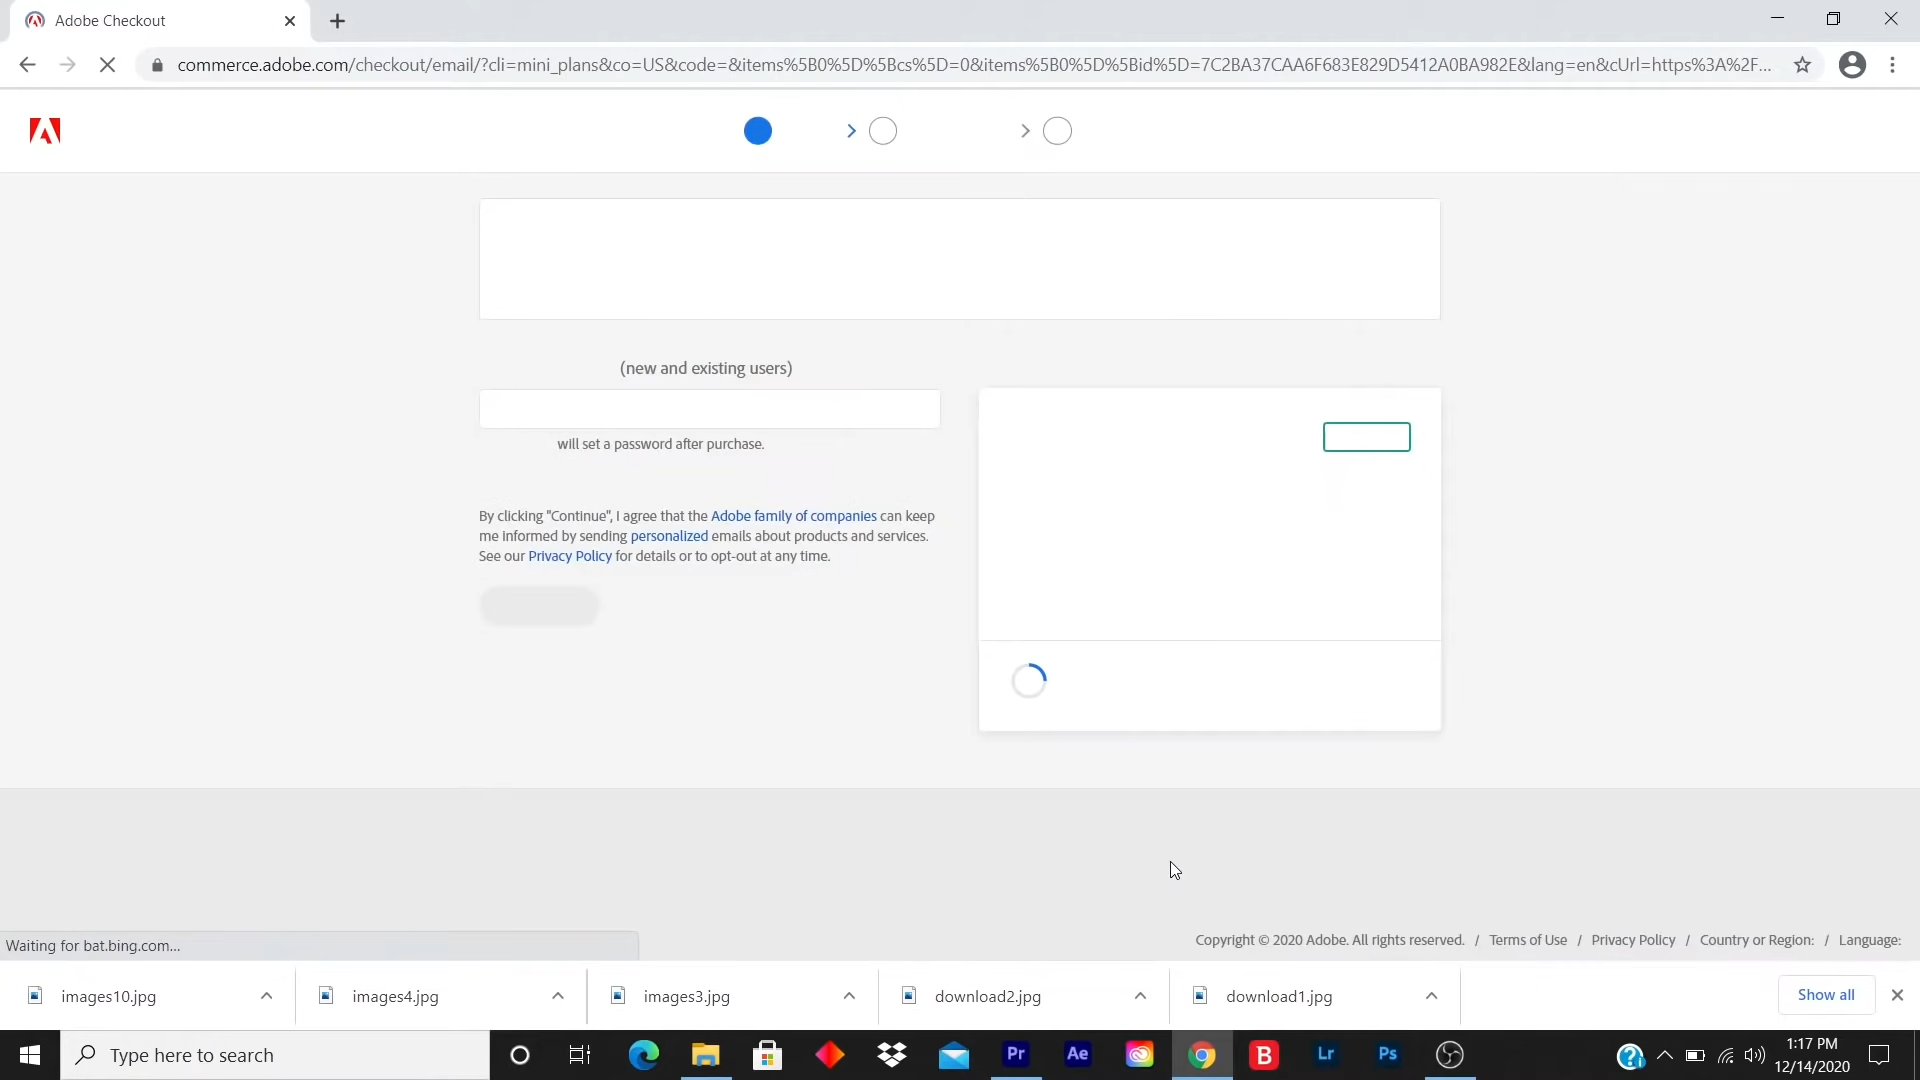 Adobe Checkout
commerce.adobe.com/checkout/email/?cli=mini_plans&co=US&code=&items%5B0%5D%5Bcs%5D=0&items%5B0%5D%5Bid%5D=7C2BA37CAA6F683E829D5412A0BA982E&lang=en&cUrl=https%3A%2F...
(new and existing users)
will set a password after purchase.
By clicking "Continue", I agree that the Adobe family of companies can keep
me informed by sending personalized emails about products and services.
See our Privacy Policy for details or to opt-out at any time.
Copyright © 2020 Adobe. All rights reserved. / Terms of Use / Privacy Policy / Country or Region: / Language:
Waiting for bat.bing.com...
images10.jpg
images4.jpg
images3.jpg
download2.jpg
download1.jpg
Show all
Type here to search
Pr
Ae
B
Lr
Ps
1:17 PM
12/14/2020